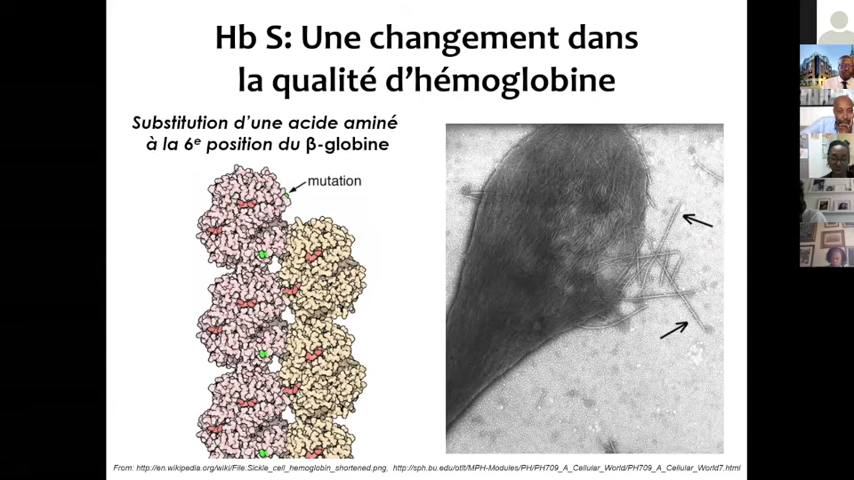 Hb S: Une changement dans
la qualité d'hémoglobine
Substitution d'une acide aminé
à la 6e position du β-globine
mutation
From: http://en.wikipedia.org/wiki/File:Sickle_cell_hemoglobin_shortened.png, http://sph.bu.edu/otlt/MPH-Modules/PH/PH709_A_Cellular_World/PH709_A_Cellular_World7.html